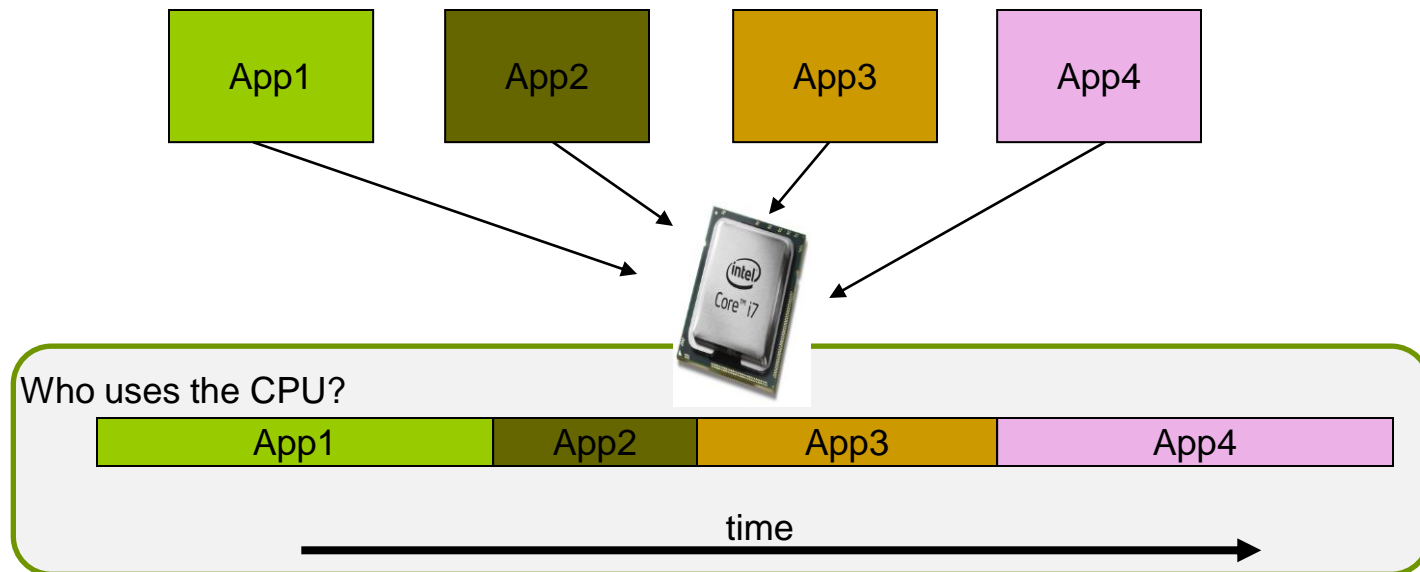 App1 App2 App3 App4
intel
Core™ i7
Who uses the CPU?
App1 App2 App3 App4
time